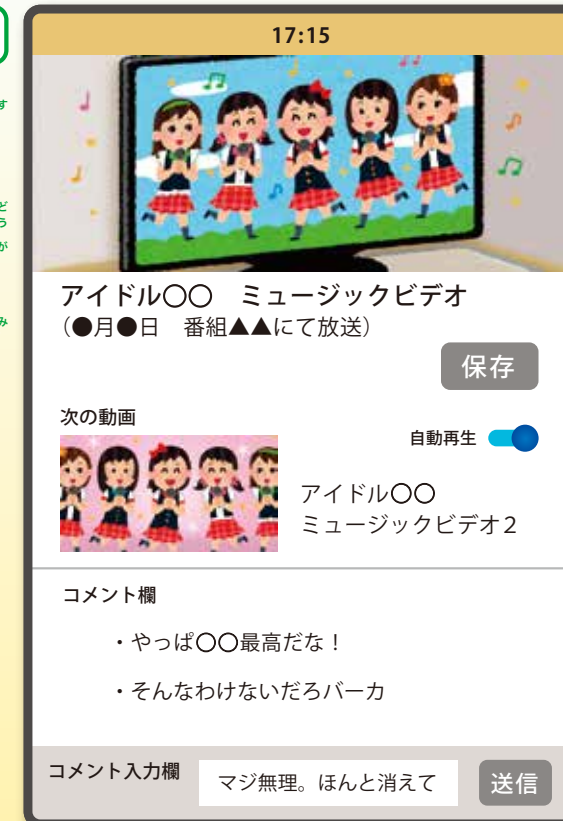 す
ど
う
が
み
17:15
アイドル〇〇　ミュージックビデオ
（●月●日　番組▲▲にて放送）
保存
次の動画
自動再生
アイドル〇〇
ミュージックビデオ２
コメント欄
・やっぱ〇〇最高だな！
・そんなわけないだろバーカ
コメント入力欄
マジ無理。ほんと消えて
送信